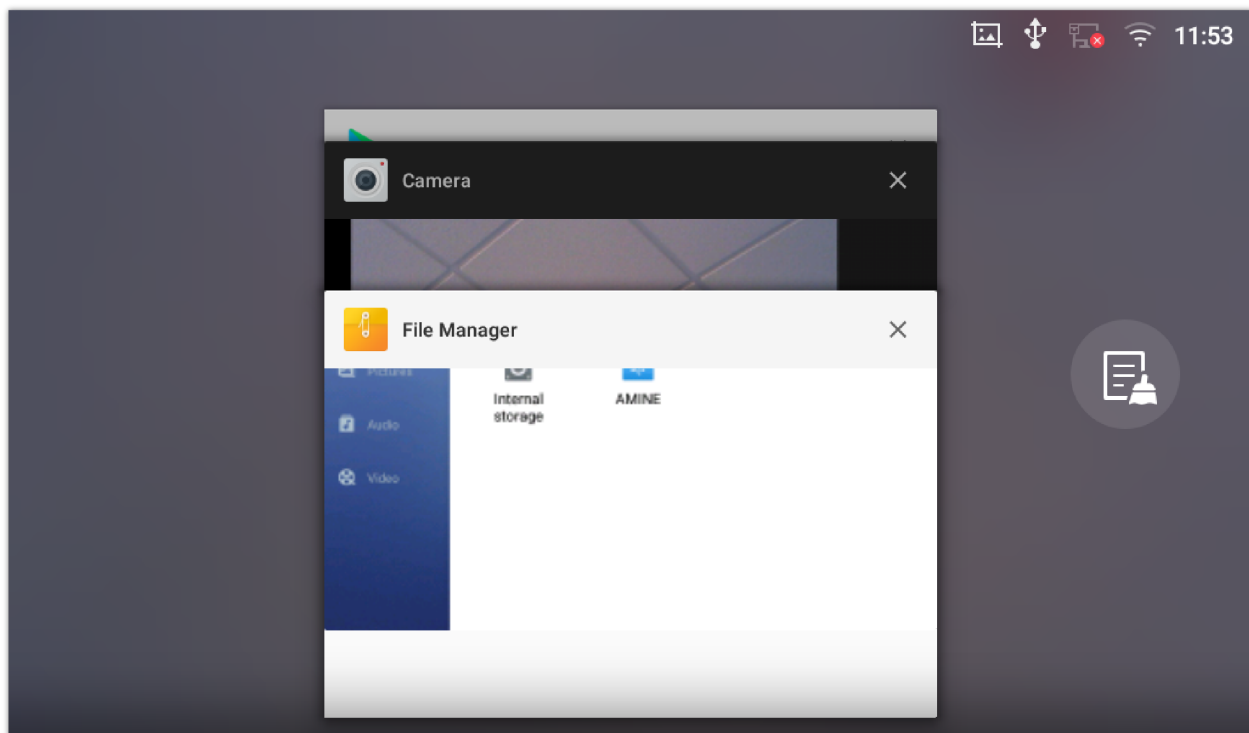 11:53
Camera
File Manager
Pictures
Internal
storage
AMINE
Audio
Video